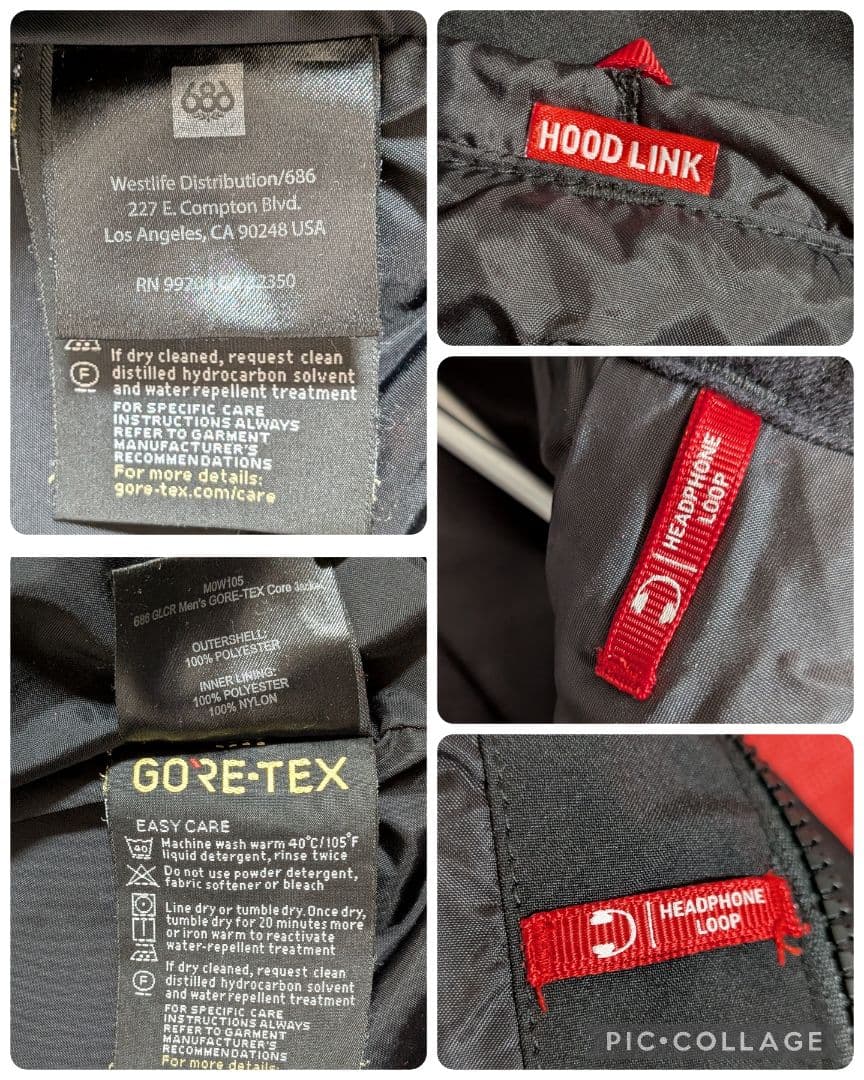 686
Westlife Distribution/686
227 E. Compton Blvd.
Los Angeles, CA 90248 USA
RN
If dry cleaned, request clean
distilled hydrocarbon solvent
and water repellent treatment
F
FOR SPECIFIC CARE
INSTRUCTIONS ALWAYS
REFER TO GARMENT
MANUFACTURER'S
RECOMMENDATIONS
For more details:
gore-tex.com/care
HOOD LINK
HEADPHONE
LOOP
M0W105
686 GLCR Men's GORE-TEX Core
OUTERSHELL:
100% POLYESTER
INNER LINING:
100% POLYESTER
100% NYLON
GORE-TEX
EASY CARE
40
Machine wash warm 40°C/105°F
liquid detergent, rinse twice
Do not use powder detergent,
fabric softener or bleach
Line dry or tumble dry. Once dry,
tumble dry for 20 minutes more
or iron warm to reactivate
water-repellent treatment
F
If dry cleaned, request clean
distilled hydrocarbon solvent
and water repellent treatment
FOR SPECIFIC CARE
INSTRUCTIONS ALWAYS
REFER TO GARMENT
MANUFACTURER'S
RECOMMENDATIONS
For more details:
HEADPHONE
LOOP
PIC•COLLAGE